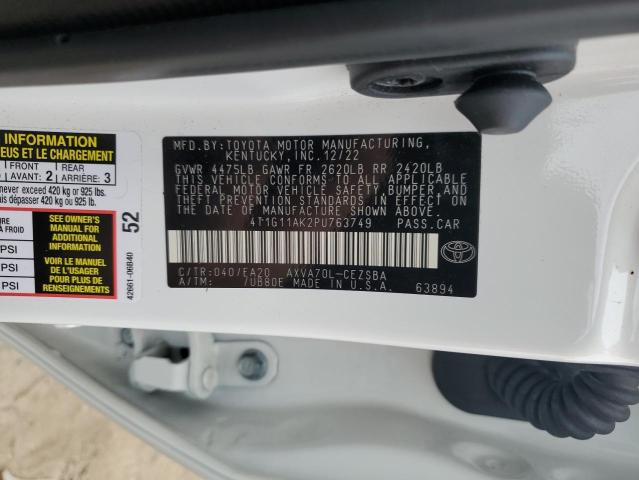 INFORMATION
EUS ET LE CHARGEMENT
FRONT
AVANT: 2
REAR
ARRIÈRE: 3
never exceed 420 kg or 925 lbs.
dépasser 420 kg ou 925 lb.
SEE OWNER'S
MANUAL FOR
ADDITIONAL
INFORMATION
VOIR LE MANUEL
DE L'USAGER
POUR PLUS DE
RENSEIGNEMENTS
PSI
PSI
PSI
52
42661-06B40
MFD.BY: TOYOTA MOTOR MANUFACTURING,
KENTUCKY, INC. 12/22
GVWR 4475LB GAWR FR 2620LB RR 2420LB
THIS VEHICLE CONFORMS TO ALL APPLICABLE
FEDERAL MOTOR VEHICLE SAFETY, BUMPER, AND
THEFT PREVENTION STANDARDS IN EFFECT ON
THE DATE OF MANUFACTURE SHOWN ABOVE.
4T1G11AK2PU763749 PASS.CAR
C/TR: 040/EA20 AXVA70L-CEZSBA
A/TM: 7UB80E MADE IN U.S.A. 63894
TOYOTA